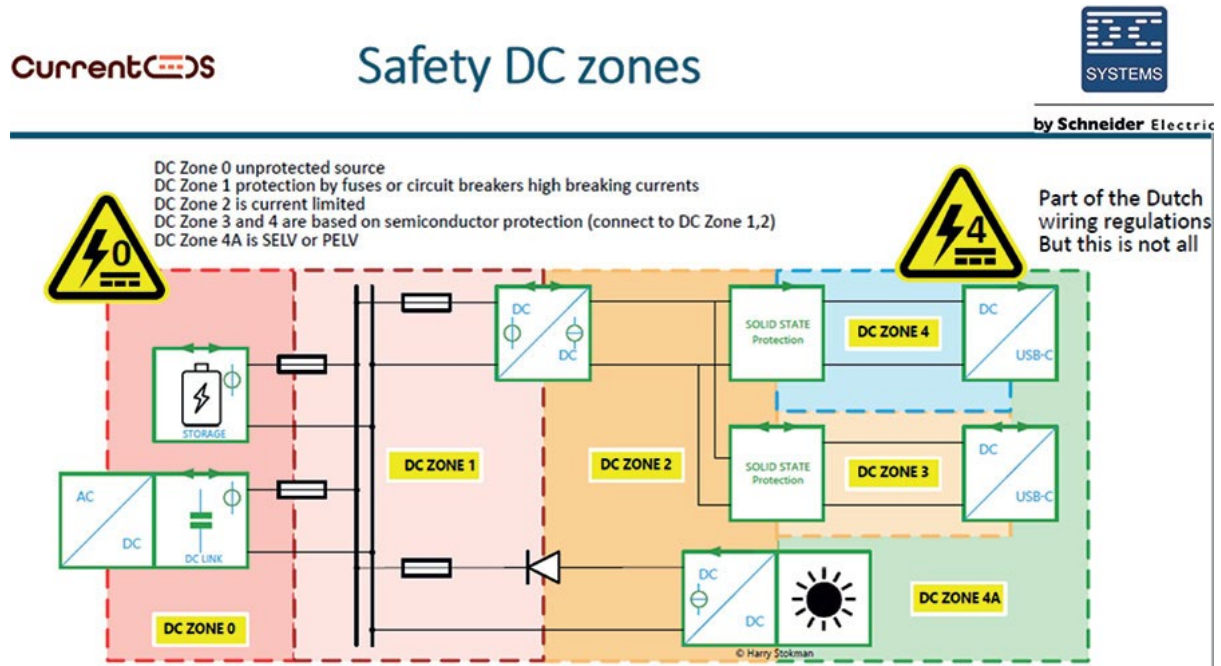 Current OS
Safety DC zones
DC
SYSTEMS
by Schneider Electric
DC Zone 0 unprotected source
DC Zone 1 protection by fuses or circuit breakers high breaking currents
DC Zone 2 is current limited
DC Zone 3 and 4 are based on semiconductor protection (connect to DC Zone 1,2)
DC Zone 4A is SELV or PELV
Part of the Dutch
wiring regulations
But this is not all
0
4
DC
DC
SOLID STATE
Protection
DC ZONE 4
DC
USB-C
STORAGE
DC ZONE 1
DC ZONE 2
SOLID STATE
Protection
DC ZONE 3
DC
USB-C
AC
DC
DC LINK
DC
DC
DC ZONE 4A
DC ZONE 0
© Harry Stokman